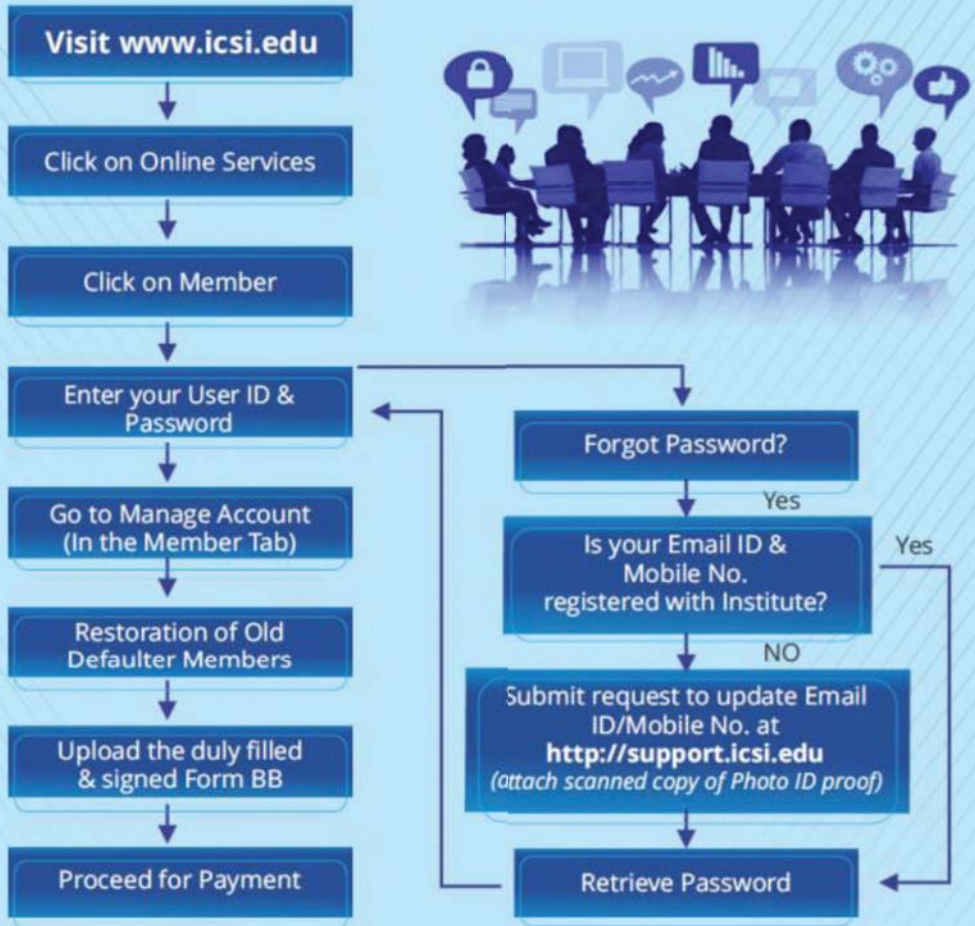 Visit www.icsi.edu
Click on Online Services
Click on Member
Enter your User ID &
Password
Go to Manage Account
(In the Member Tab)
Restoration of Old
Defaulter Members
Upload the duly filled
& signed Form BB
Proceed for Payment
Forgot Password?
Yes
Is your Email ID &
Mobile No.
registered with Institute?
Yes
NO
Submit request to update Email
ID/Mobile No. at
http://support.icsi.edu
(attach scanned copy of Photo ID proof)
Retrieve Password